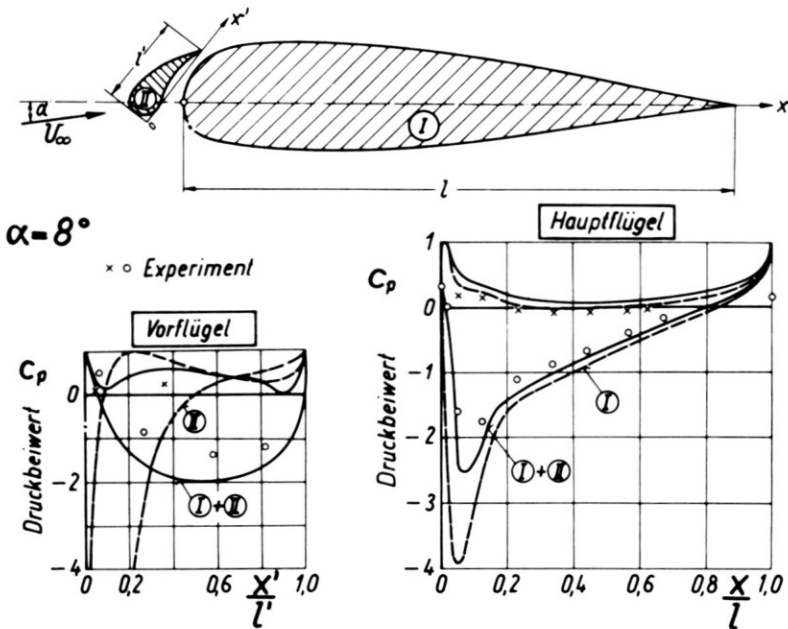 l'
x'
II
o
α
U∞
I
x
l
α = 8°
× ○ Experiment
Vorflügel
Cp
Druckbeiwert
0
-2
-4
II
I + II
0 0,2 0,6 1,0
x'/l'
Hauptflügel
Cp
Druckbeiwert
1
0
-1
-2
-3
-4
I
I + II
0 0,2 0,4 0,6 0,8 1,0
x/l